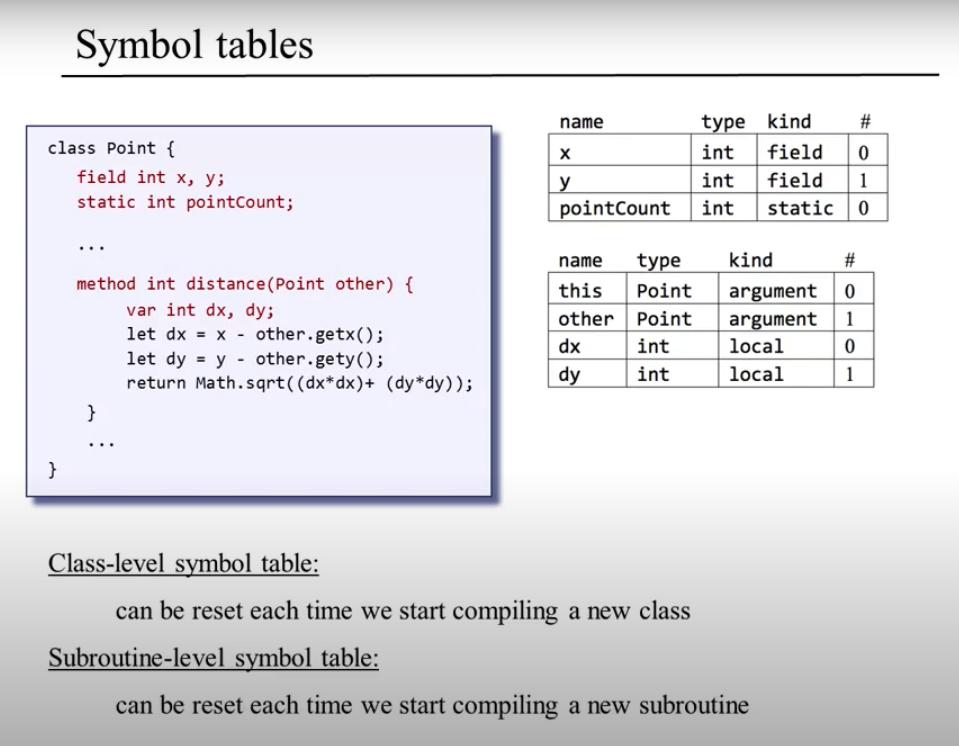 Symbol tables
class Point {
field int x, y;
static int pointCount;
...
method int distance(Point other) {
var int dx, dy;
let dx = x - other.getx();
let dy = y - other.gety();
return Math.sqrt((dx*dx)+ (dy*dy));
}
...
}
name type kind #
x int field 0
y int field 1
pointCount int static 0
name type kind #
this Point argument 0
other Point argument 1
dx int local 0
dy int local 1
Class-level symbol table:
can be reset each time we start compiling a new class
Subroutine-level symbol table:
can be reset each time we start compiling a new subroutine